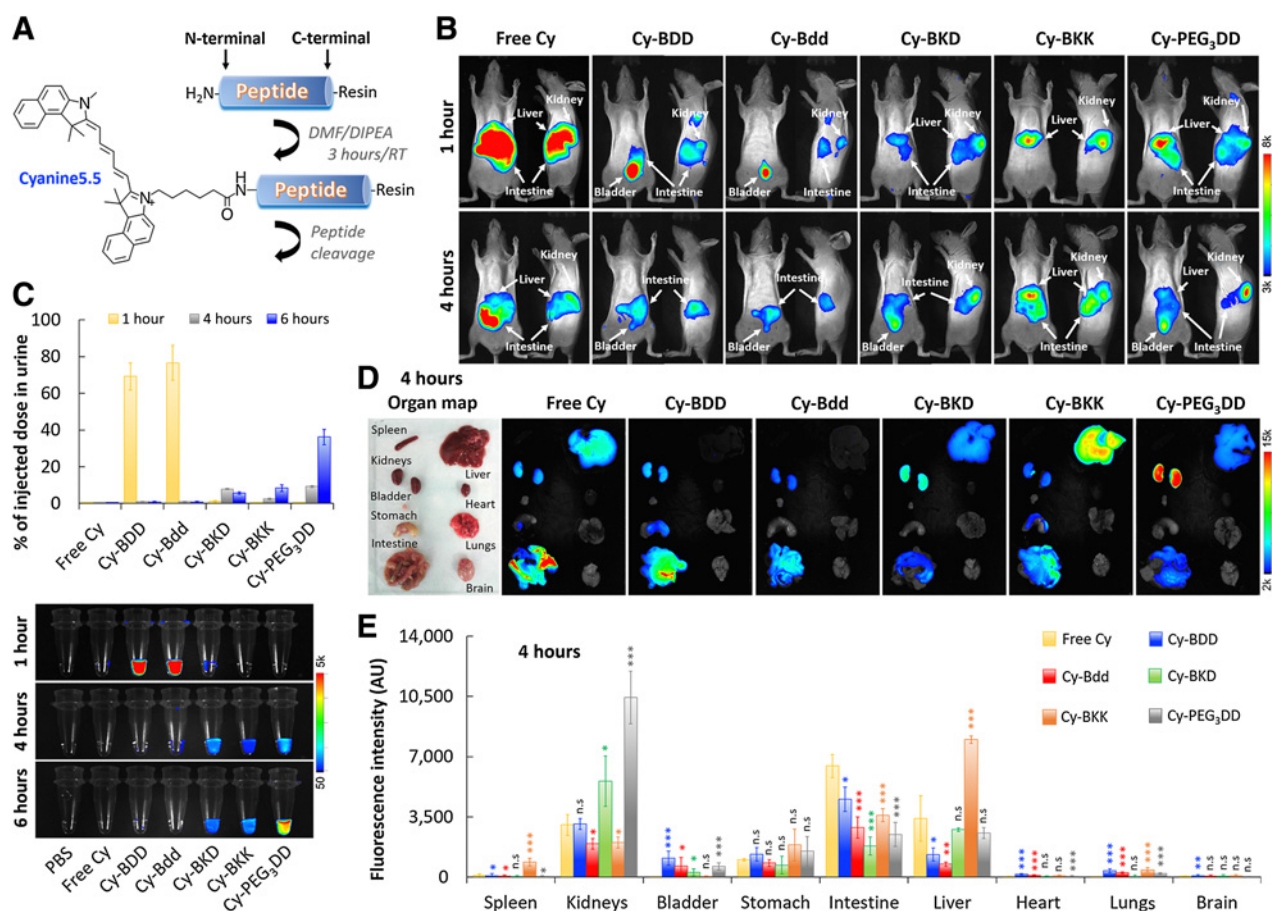 A
N-terminal
C-terminal
H₂N-
Peptide
-Resin
DMF/DIPEA
3 hours/RT
Cyanine5.5
N
N⁺
O
H
N
Peptide
-Resin
Peptide
cleavage
B
Free Cy
Cy-BDD
Cy-Bdd
Cy-BKD
Cy-BKK
Cy-PEG₃DD
1 hour
Kidney
Liver
Intestine
Kidney
Bladder
Intestine
Bladder
Kidney
Liver
Intestine
Kidney
Liver
Kidney
Liver
Intestine
8k
3k
4 hours
Kidney
Liver
Intestine
Intestine
Bladder
Intestine
Bladder
Kidney
Liver
Intestine
Bladder
Kidney
Liver
Intestine
Kidney
Liver
Intestine
Bladder
C
% of injected dose in urine
1 hour
4 hours
6 hours
100
80
60
40
20
0
Free Cy
Cy-BDD
Cy-Bdd
Cy-BKD
Cy-BKK
Cy-PEG₃DD
1 hour
4 hours
6 hours
5k
50
PBS
Free Cy
Cy-BDD
Cy-Bdd
Cy-BKD
Cy-BKK
Cy-PEG₃DD
D
4 hours
Organ map
Free Cy
Cy-BDD
Cy-Bdd
Cy-BKD
Cy-BKK
Cy-PEG₃DD
Spleen
Kidneys
Liver
Bladder
Heart
Stomach
Lungs
Intestine
Brain
15k
2k
E
4 hours
Fluorescence intensity (AU)
14,000
10,500
7,000
3,500
0
Free Cy
Cy-BDD
Cy-Bdd
Cy-BKD
Cy-BKK
Cy-PEG₃DD
* * n.s *** *
n.s * * * ***
*** * * n.s ***
n.s n.s n.s n.s n.s
* *** *** *** ***
* ** n.s *** n.s
*** *** n.s n.s ***
*** *** n.s *** ***
** n.s n.s n.s n.s
Spleen
Kidneys
Bladder
Stomach
Intestine
Liver
Heart
Lungs
Brain